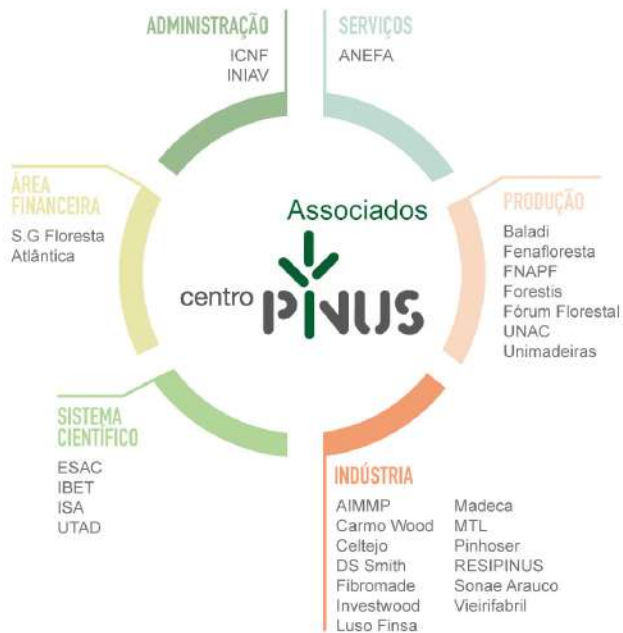 ADMINISTRAÇÃO
ICNF
INIAV
SERVIÇOS
ANEFA
ÁREA
FINANCEIRA
S.G Floresta
Atlântica
PRODUÇÃO
Baladi
Fenafloresta
FNAPF
Forestis
Fórum Florestal
UNAC
Unimadeiras
Associados
centro PINUS
SISTEMA
CIENTÍFICO
ESAC
IBET
ISA
UTAD
INDÚSTRIA
AIMMP
Carmo Wood
Celtejo
DS Smith
Fibromade
Investwood
Luso Finsa
Madeca
MTL
Pinhoser
RESIPINUS
Sonae Arauco
Vieirifabril